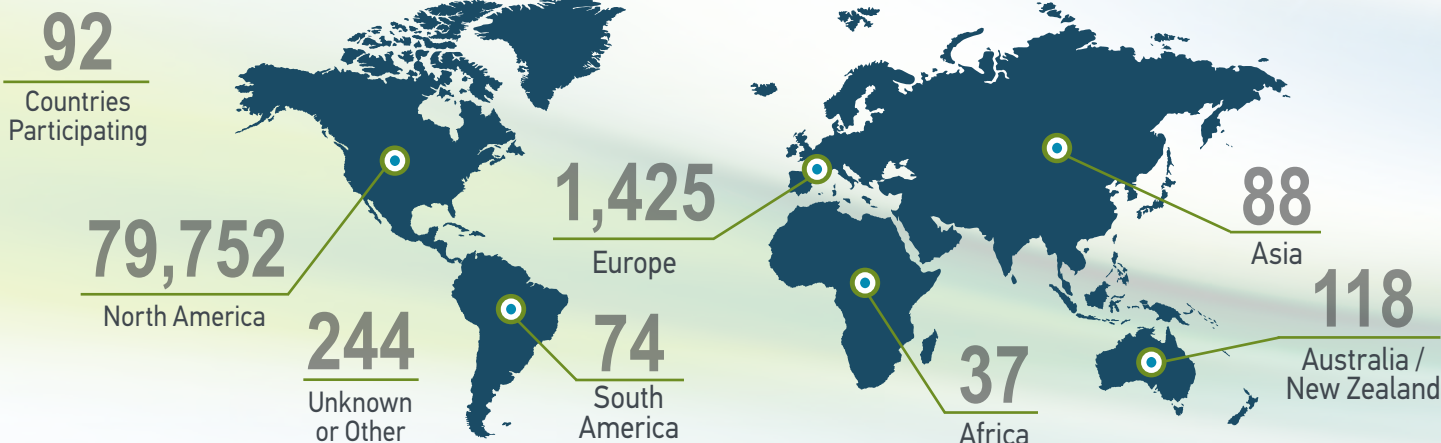 92
Countries
Participating
79,752
North America
244
Unknown
or Other
74
South
America
1,425
Europe
37
Africa
88
Asia
118
Australia /
New Zealand